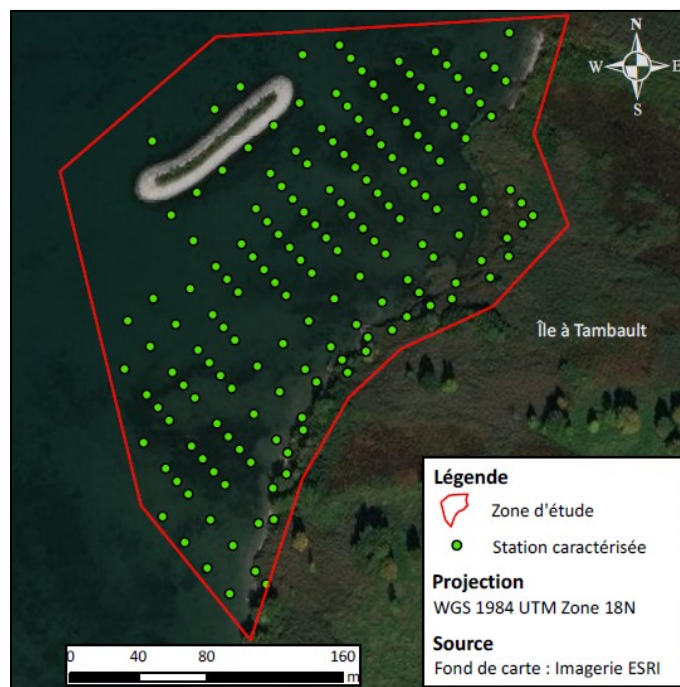 N
W E
S
Île à Tambault
Légende
Zone d'étude
Station caractérisée
Projection
WGS 1984 UTM Zone 18N
Source
Fond de carte : Imagerie ESRI
0 40 80 160
m